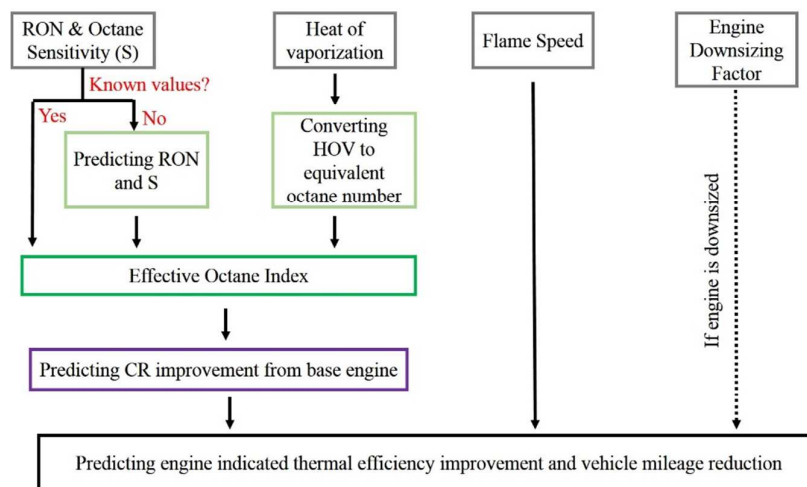 RON & Octane
Sensitivity (S)
Heat of
vaporization
Flame Speed
Engine
Downsizing
Factor
Known values?
Yes
No
Predicting RON
and S
Converting
HOV to
equivalent
octane number
If engine is downsized
Effective Octane Index
Predicting CR improvement from base engine
Predicting engine indicated thermal efficiency improvement and vehicle mileage reduction